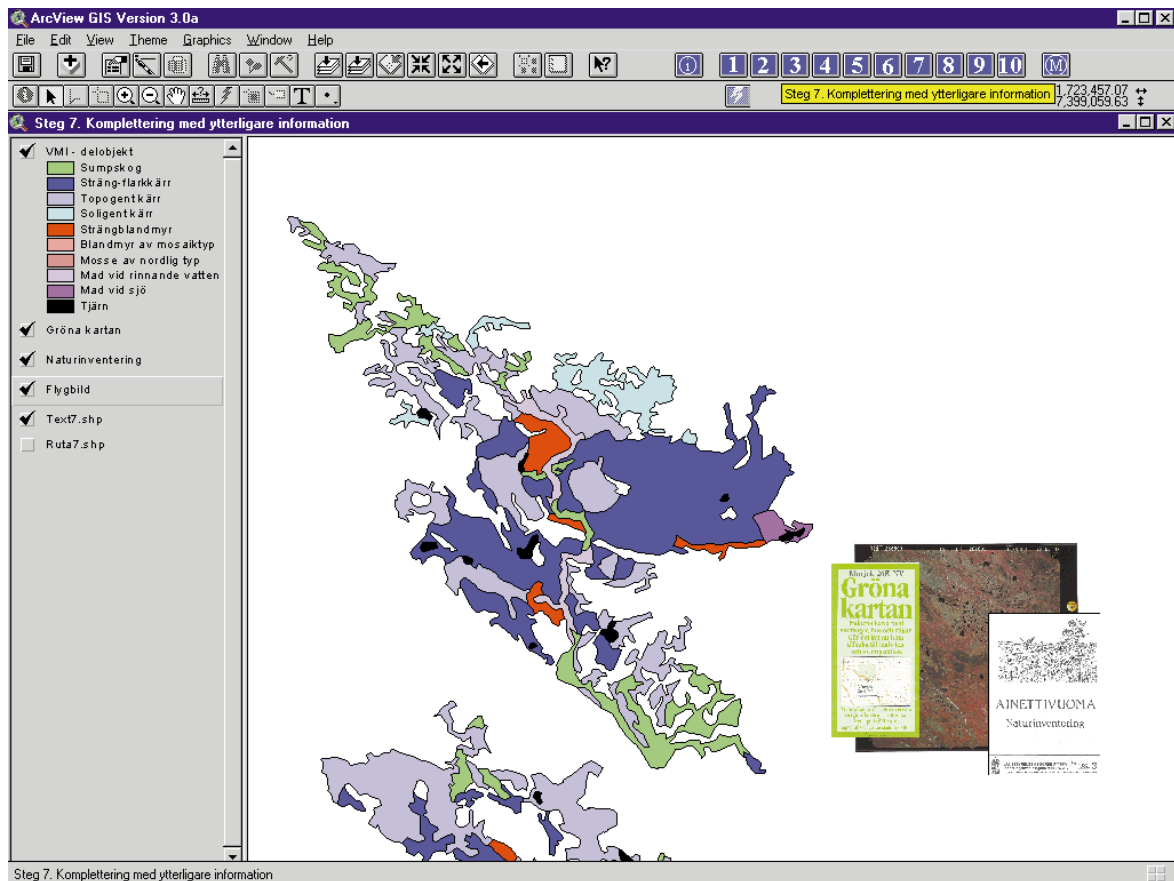 ArcView GIS Version 3.0a
File Edit View Theme Graphics Window Help
1 2 3 4 5 6 7 8 9 10 M
T
Steg 7. Komplettering med ytterligare information
1,723,457.07
7,399,059.63
Steg 7. Komplettering med ytterligare information
VMI - delobjekt
Sumpskog
Sträng-flarkkärr
Topogent kärr
Soligent kärr
Strängblandmyr
Blandmyr av mosaiktyp
Mosse av nordlig typ
Mad vid rinnande vatten
Mad vid sjö
Tjärn
Gröna kartan
Naturinventering
Flygbild
Text7.shp
Ruta7.shp
Gröna
kartan
AINETTIVUOMA
Naturinventering
Steg 7. Komplettering med ytterligare information